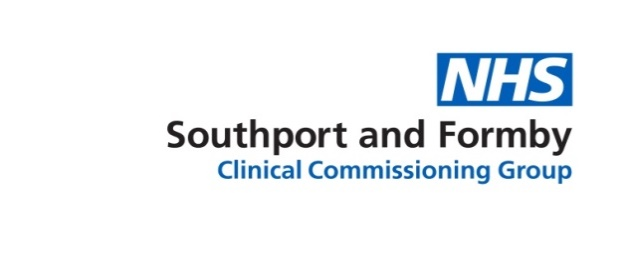 NHS
Southport and Formby
Clinical Commissioning Group